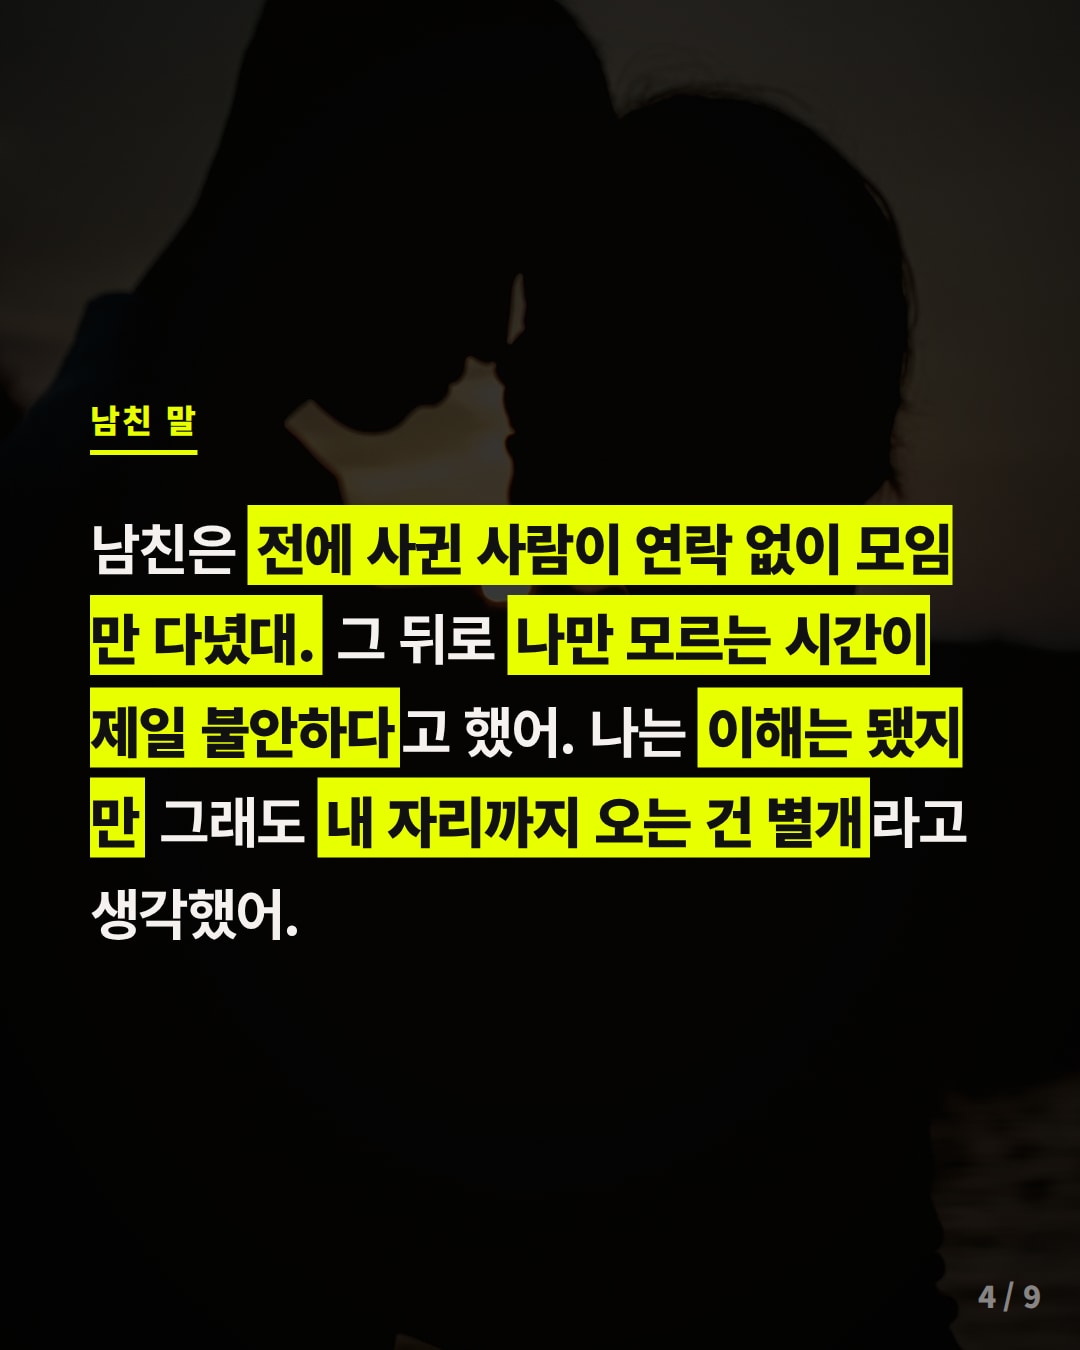 남친 말
남친은 전에 사귄 사람이 연락 없이 모임
만 다녔대. 그 뒤로 나만 모르는 시간이
제일 불안하다고 했어. 나는 이해는 됐지
만 그래도 내 자리까지 오는 건 별개라고
생각했어.
4 / 9